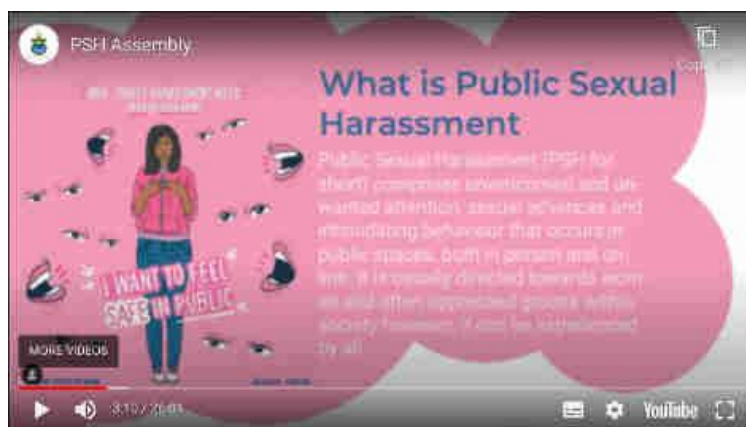 PSH Assembly
Copy
What is Public Sexual
Harassment
Public Sexual Harassment (PSH for
short) comprises unwelcomed and un-
wanted attention, sexual advances and
intimidating behaviour that occurs in
public spaces, both in person and on-
line. It is usually directed towards wom-
en and often oppressed groups within
society however, it can be experienced
by all.
I WANT TO FEEL
SAFE IN PUBLIC
MORE VIDEOS
YouTube